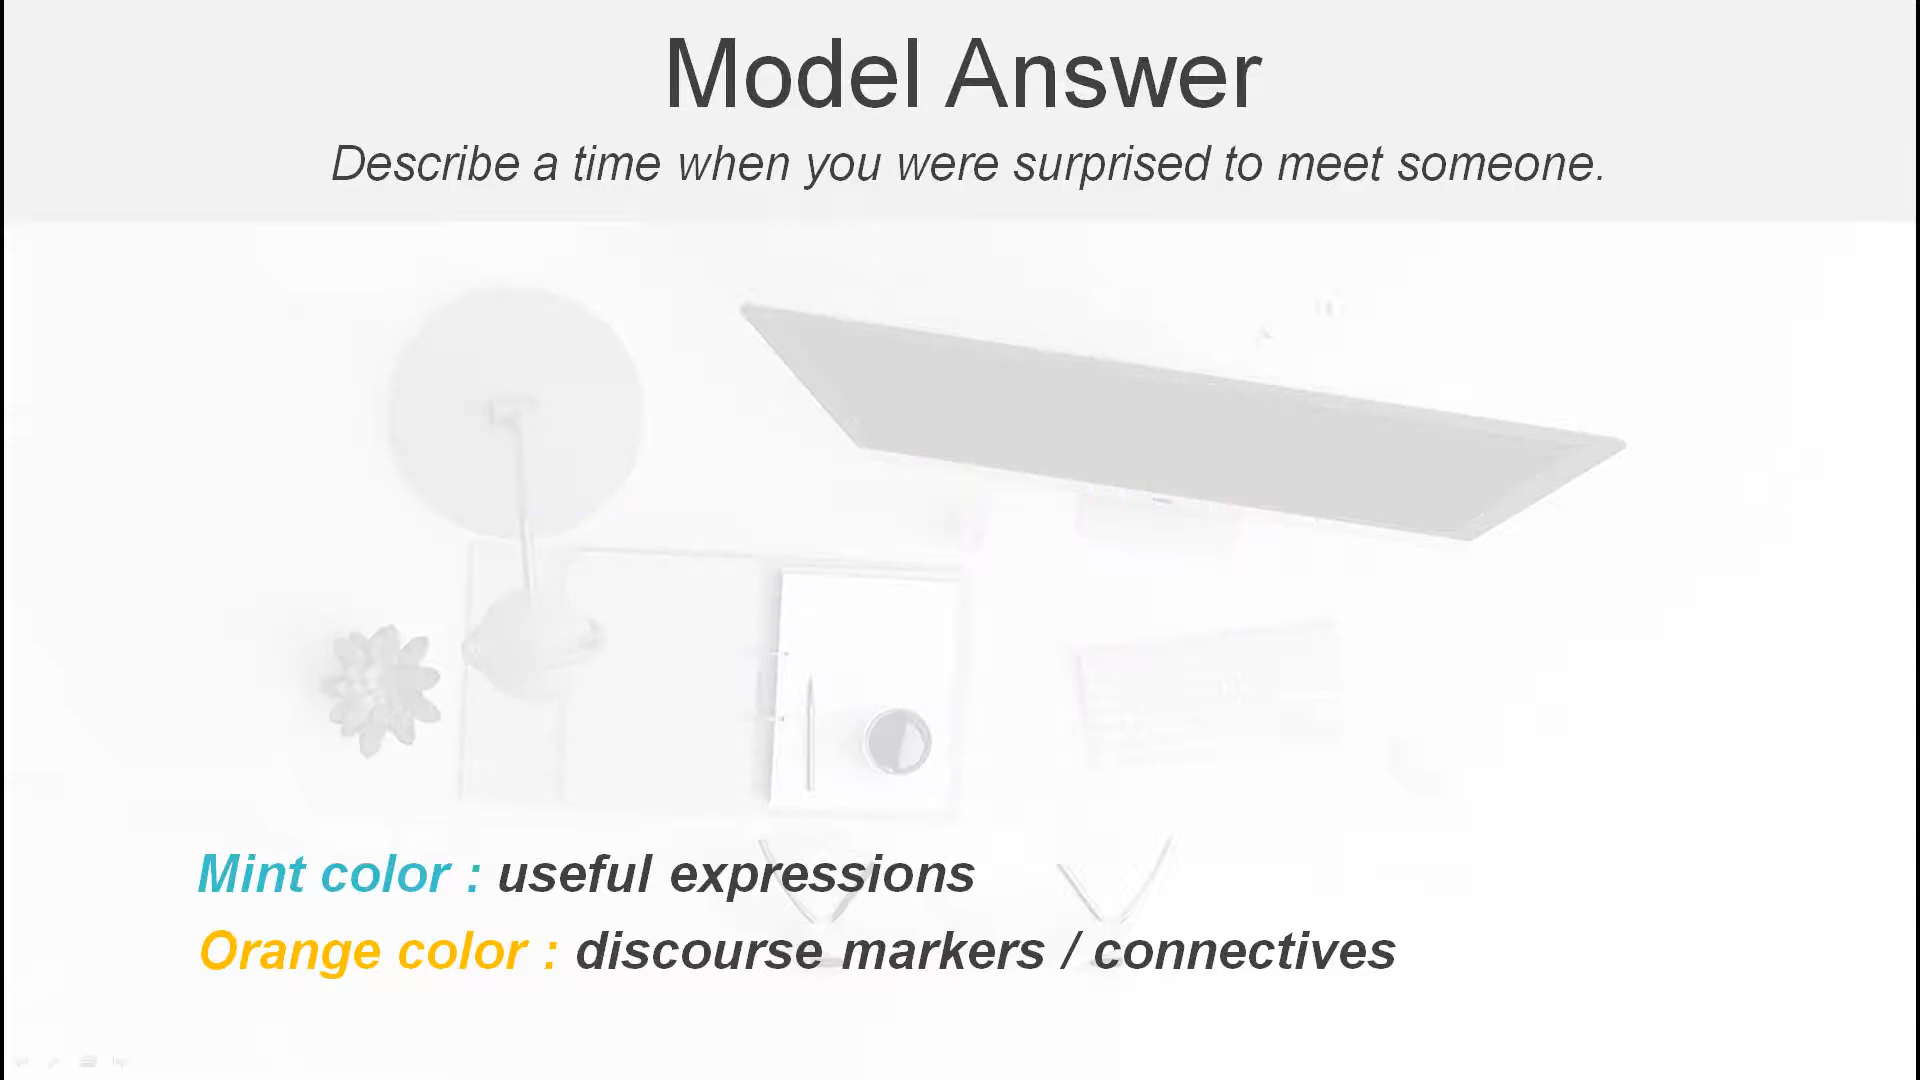 Model Answer
Describe a time when you were surprised to meet someone.
Mint color : useful expressions
Orange color : discourse markers / connectives